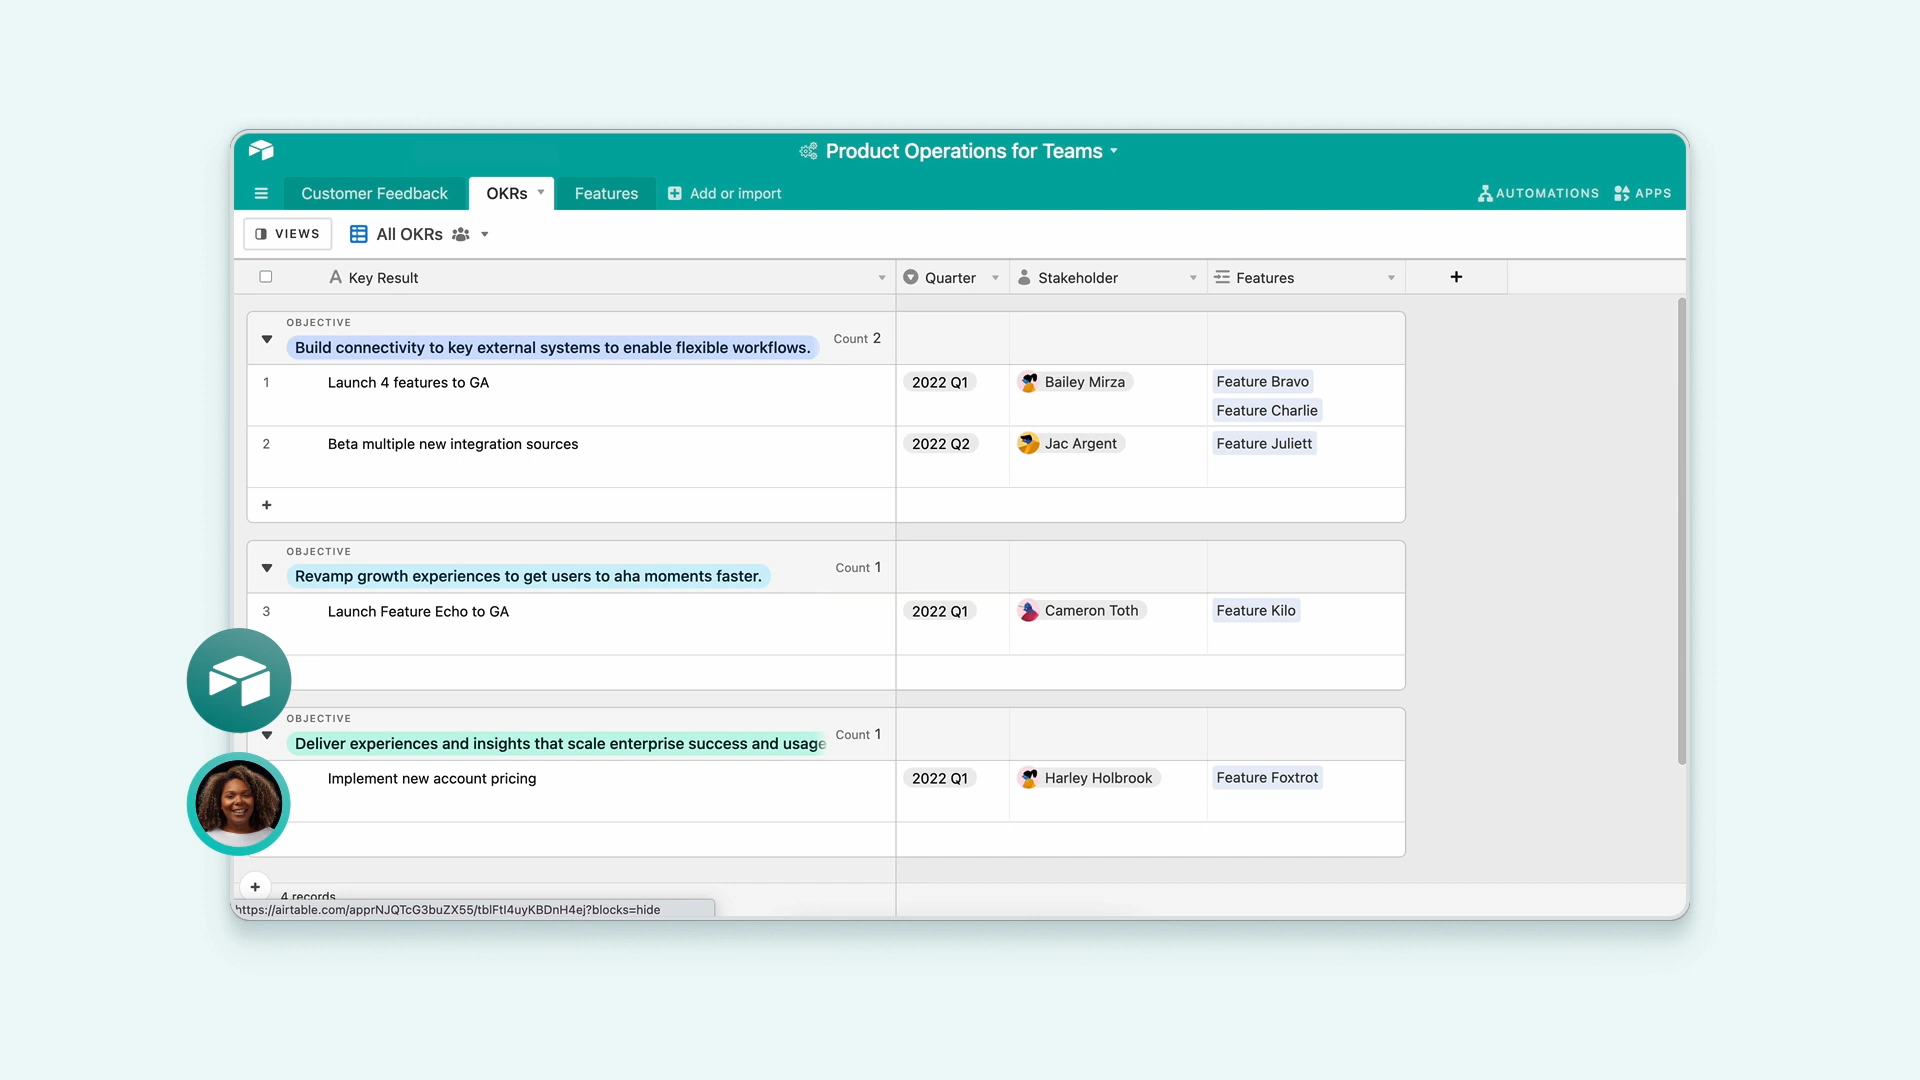 Product Operations for Teams
Customer Feedback OKRs Features Add or import AUTOMATIONS APPS
VIEWS All OKRs
Key Result Quarter Stakeholder Features
OBJECTIVE
Build connectivity to key external systems to enable flexible workflows. Count 2
1 Launch 4 features to GA 2022 Q1 Bailey Mirza Feature Bravo
Feature Charlie
2 Beta multiple new integration sources 2022 Q2 Jac Argent Feature Juliett
+
OBJECTIVE
Revamp growth experiences to get users to aha moments faster. Count 1
3 Launch Feature Echo to GA 2022 Q1 Cameron Toth Feature Kilo
OBJECTIVE
Deliver experiences and insights that scale enterprise success and usage Count 1
Implement new account pricing 2022 Q1 Harley Holbrook Feature Foxtrot
+ 4 records
https://airtable.com/apprNJQTcG3buZX55/tblFtI4uyKBDnH4ej?blocks=hide